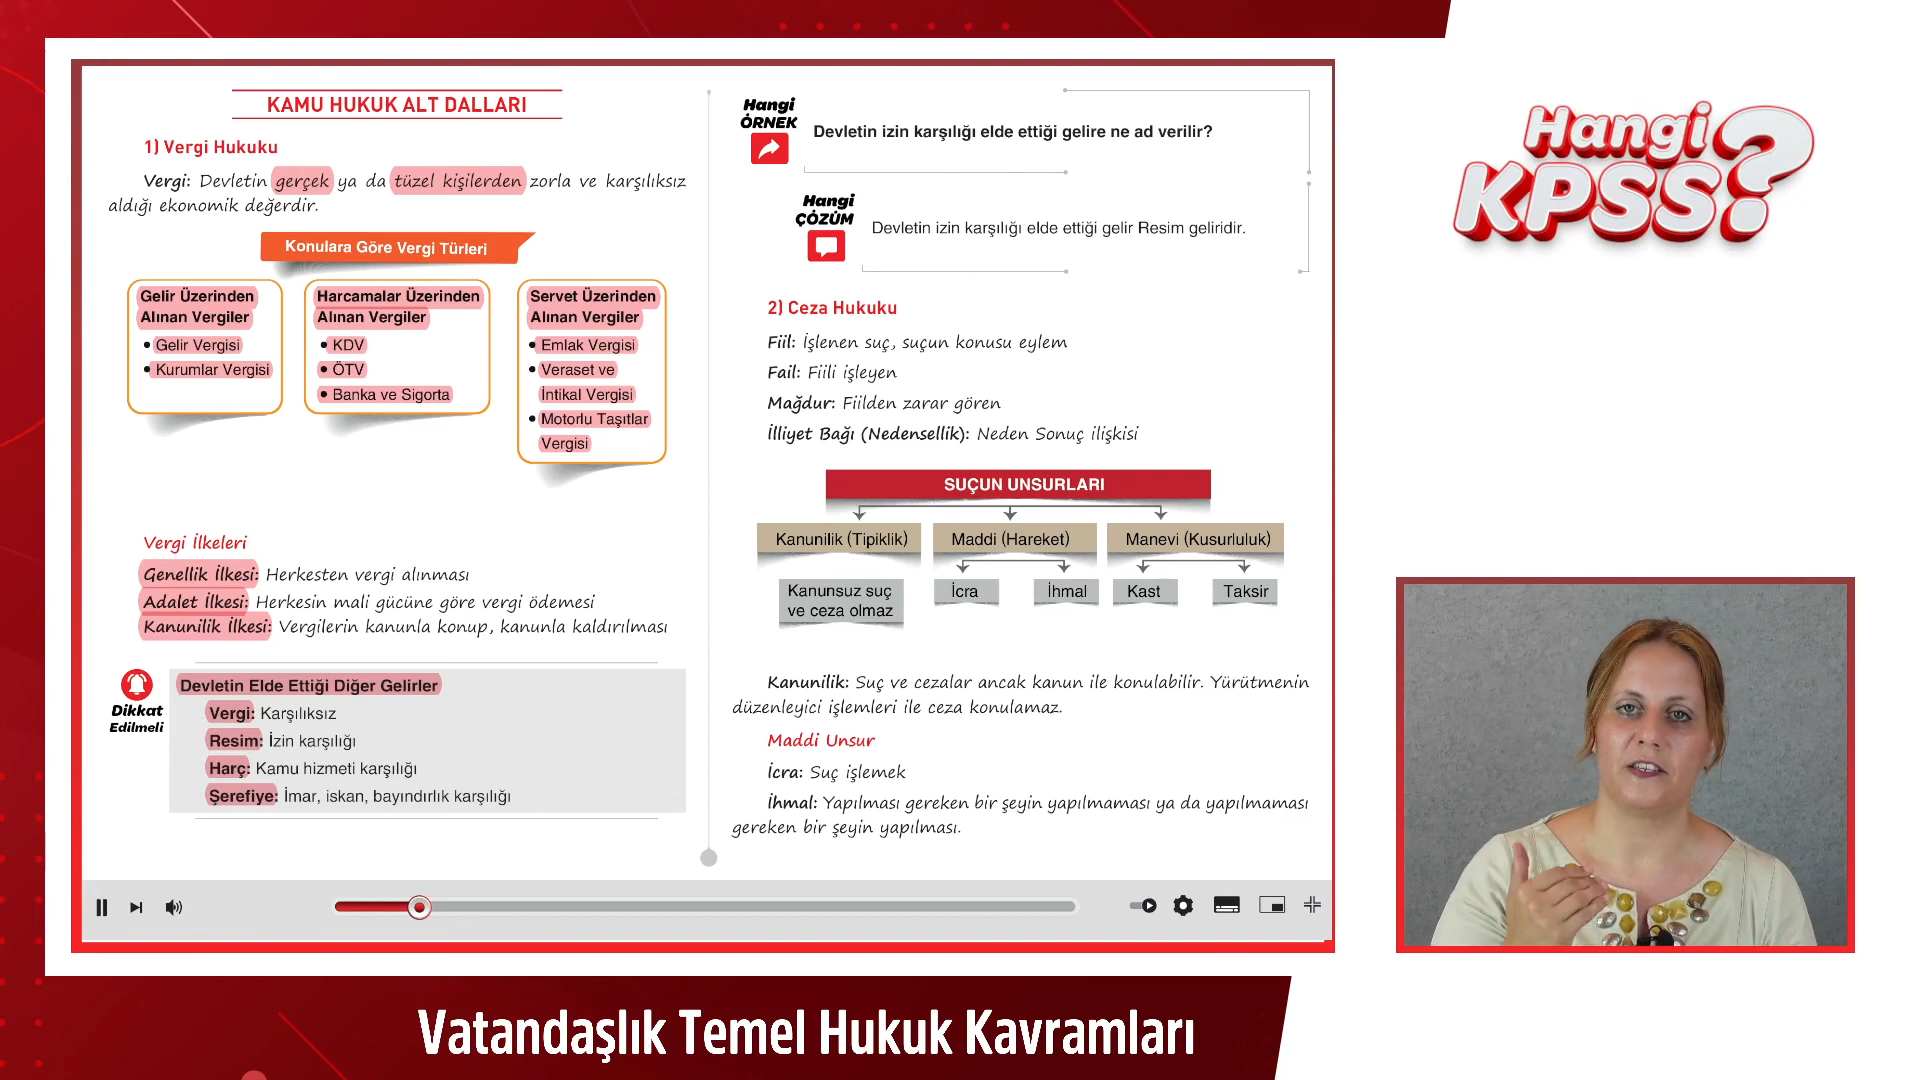 KAMU HUKUK ALT DALLARI
1) Vergi Hukuku
Vergi: Devletin gerçek ya da tüzel kişilerden zorla ve karşılıksız
aldığı ekonomik değerdir.
Konulara Göre Vergi Türleri
Gelir Üzerinden
Alınan Vergiler
• Gelir Vergisi
• Kurumlar Vergisi
Harcamalar Üzerinden
Alınan Vergiler
• KDV
• ÖTV
• Banka ve Sigorta
Servet Üzerinden
Alınan Vergiler
• Emlak Vergisi
• Veraset ve
İntikal Vergisi
• Motorlu Taşıtlar
Vergisi
Vergi İlkeleri
Genellik İlkesi: Herkesten vergi alınması
Adalet İlkesi: Herkesin mali gücüne göre vergi ödemesi
Kanunilik İlkesi: Vergilerin kanunla konup, kanunla kaldırılması
Dikkat
Edilmeli
Devletin Elde Ettiği Diğer Gelirler
Vergi: Karşılıksız
Resim: İzin karşılığı
Harç: Kamu hizmeti karşılığı
Şerefiye: İmar, iskan, bayındırlık karşılığı
Hangi
ÖRNEK
Devletin izin karşılığı elde ettiği gelire ne ad verilir?
Hangi
ÇÖZÜM
Devletin izin karşılığı elde ettiği gelir Resim geliridir.
2) Ceza Hukuku
Fiil: İşlenen suç, suçun konusu eylem
Fail: Fiili işleyen
Mağdur: Fiilden zarar gören
İlliyet Bağı (Nedensellik): Neden Sonuç ilişkisi
SUÇUN UNSURLARI
Kanunilik (Tipiklik)
Maddi (Hareket)
Manevi (Kusurluluk)
Kanunsuz suç
ve ceza olmaz
İcra
İhmal
Kast
Taksir
Kanunilik: Suç ve cezalar ancak kanun ile konulabilir. Yürütmenin
düzenleyici işlemleri ile ceza konulamaz.
Maddi Unsur
İcra: Suç işlemek
İhmal: Yapılması gereken bir şeyin yapılmaması ya da yapılmaması
gereken bir şeyin yapılması.
Hangi
KPSS?
Vatandaşlık Temel Hukuk Kavramları